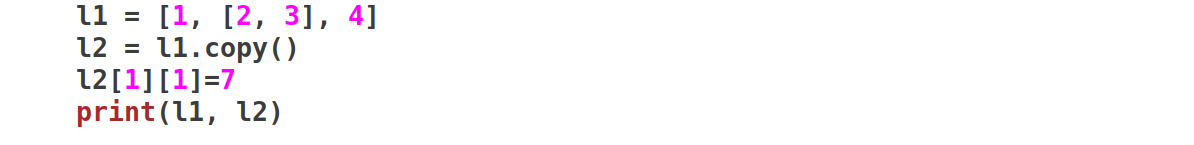 l1 = [1, [2, 3], 4]
l2 = l1.copy()
l2[1][1]=7
print(l1, l2)